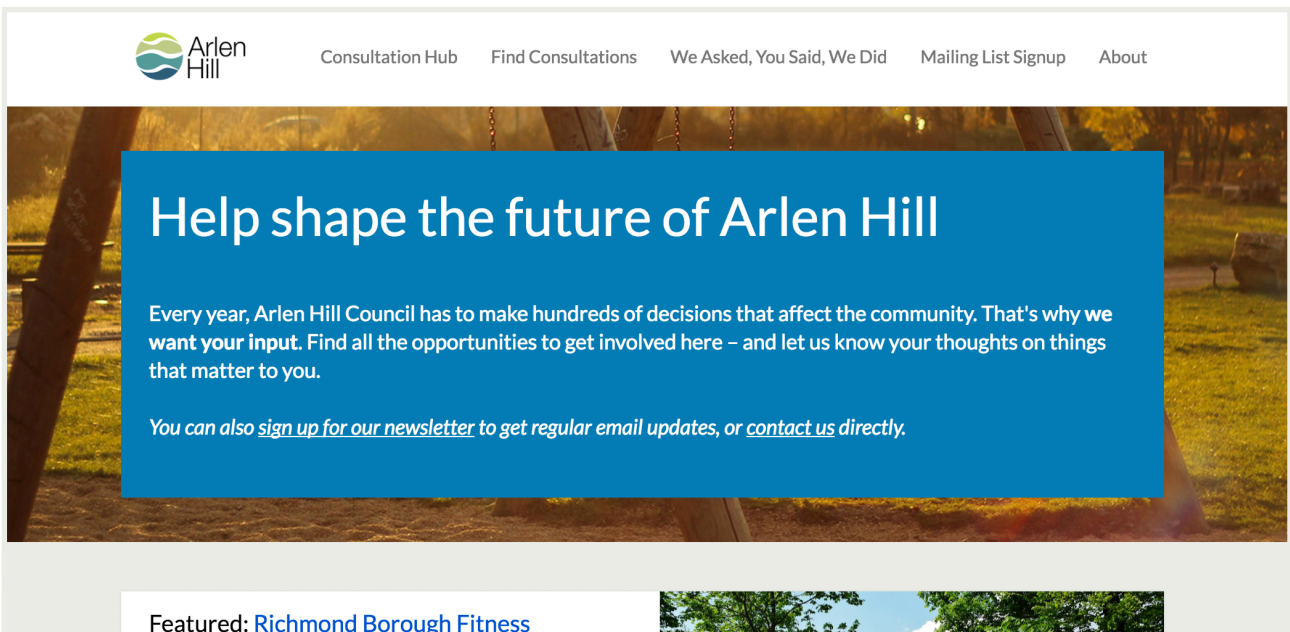 Arlen
Hill
Consultation Hub
Find Consultations
We Asked, You Said, We Did
Mailing List Signup
About
Help shape the future of Arlen Hill
Every year, Arlen Hill Council has to make hundreds of decisions that affect the community. That's why we
want your input. Find all the opportunities to get involved here – and let us know your thoughts on things
that matter to you.
You can also sign up for our newsletter to get regular email updates, or contact us directly.
Featured: Richmond Borough Fitness